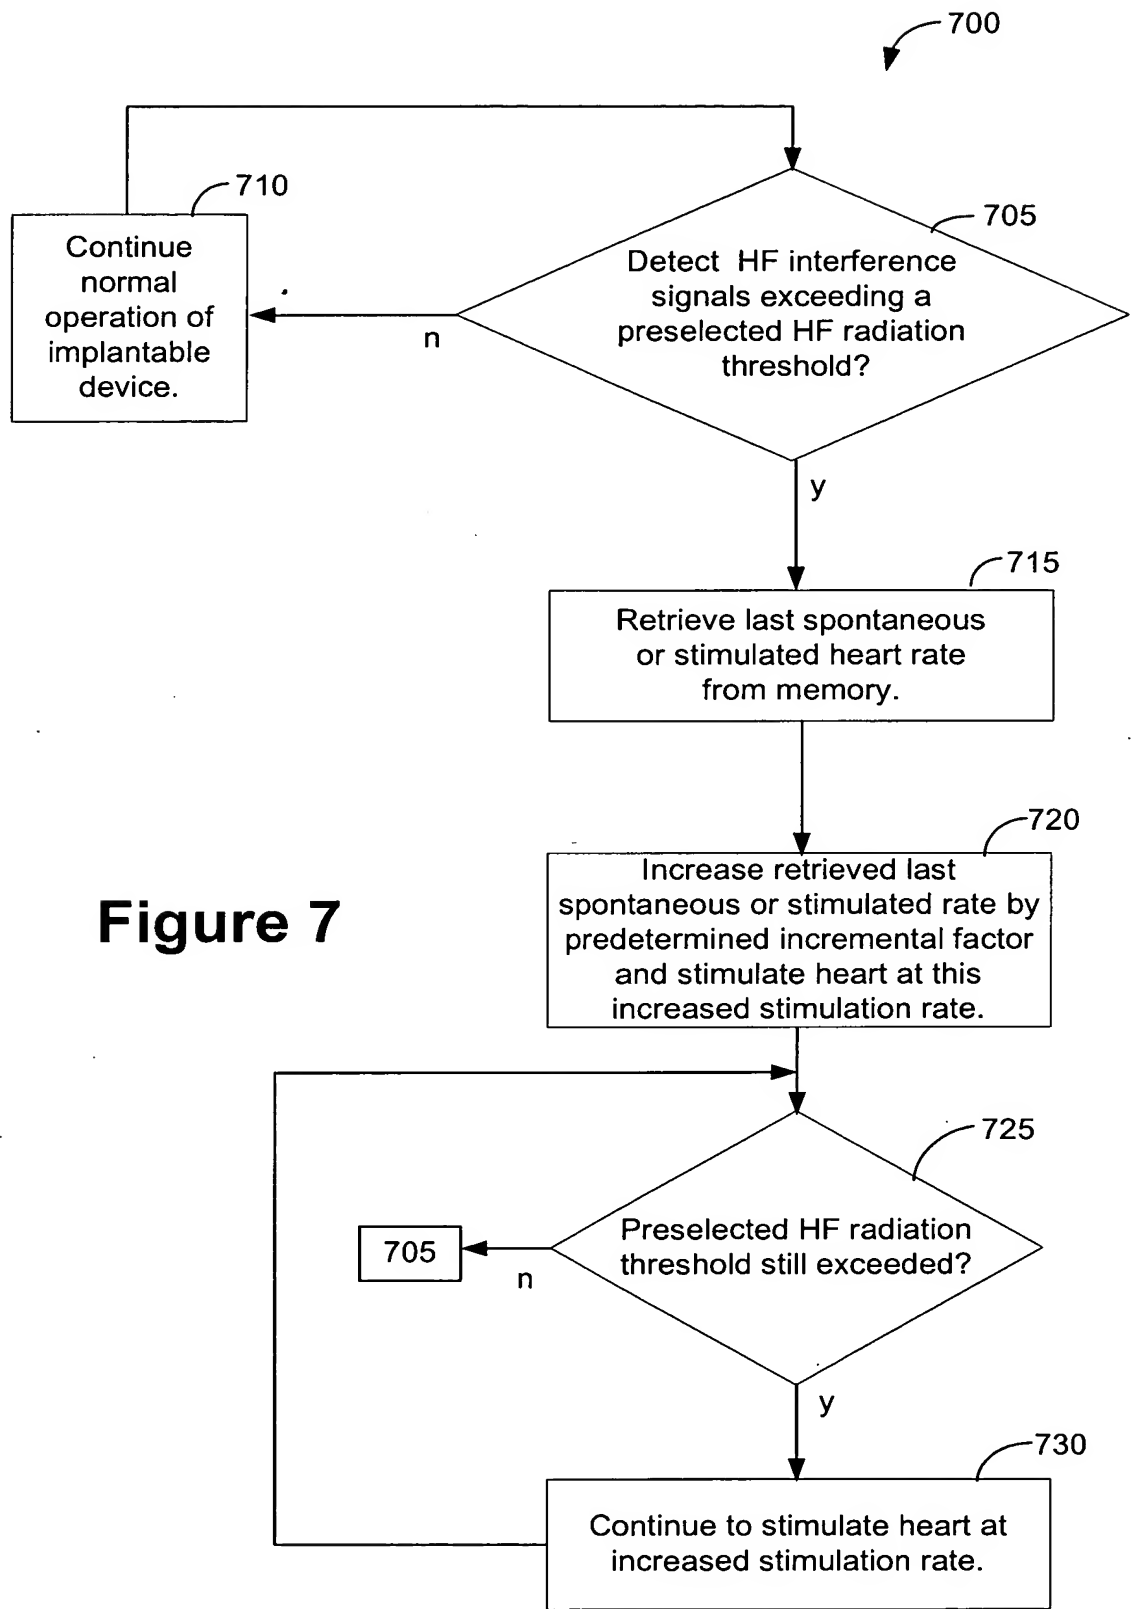 700
710
Continue
normal
operation of
implantable
device.
705
Detect HF interference
signals exceeding a
preselected HF radiation
threshold?
n
y
715
Retrieve last spontaneous
or stimulated heart rate
from memory.
720
Increase retrieved last
spontaneous or stimulated rate by
predetermined incremental factor
and stimulate heart at this
increased stimulation rate.
Figure 7
725
Preselected HF radiation
threshold still exceeded?
705
n
y
730
Continue to stimulate heart at
increased stimulation rate.